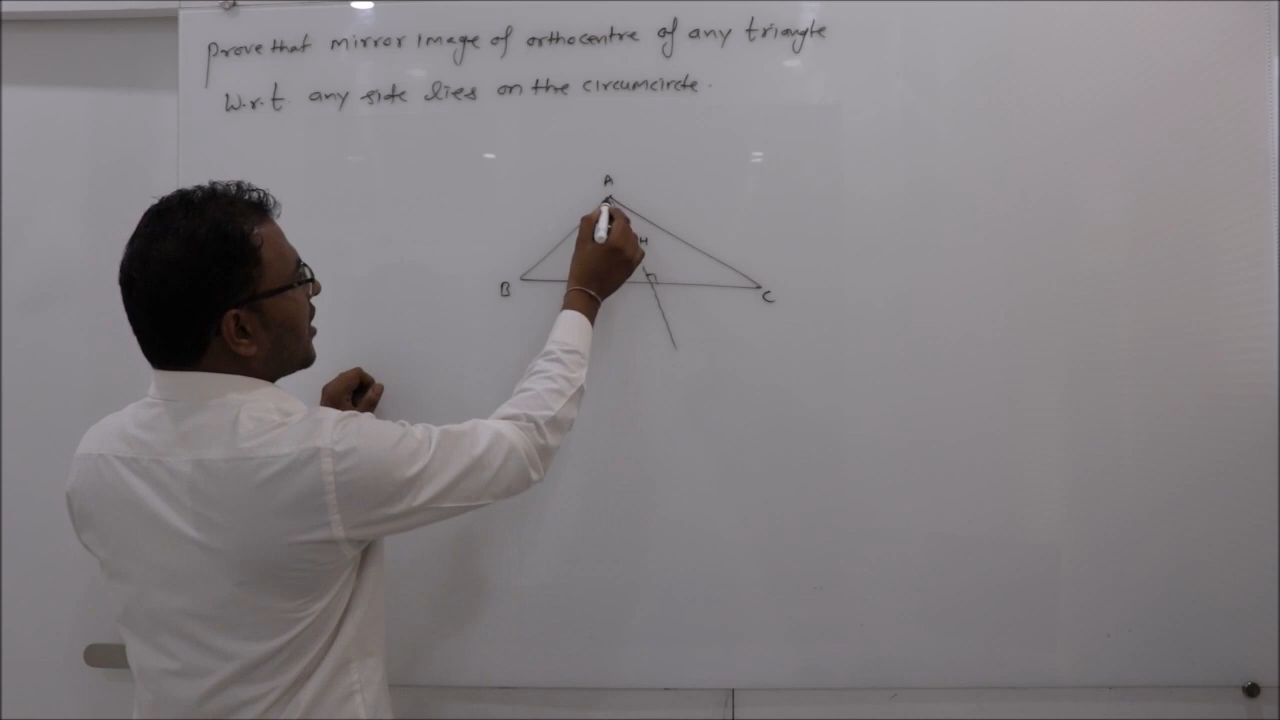 Prove that mirror image of orthocentre of any triangle
W.r.t. any side lies on the circumcircle.
A
H
B
C